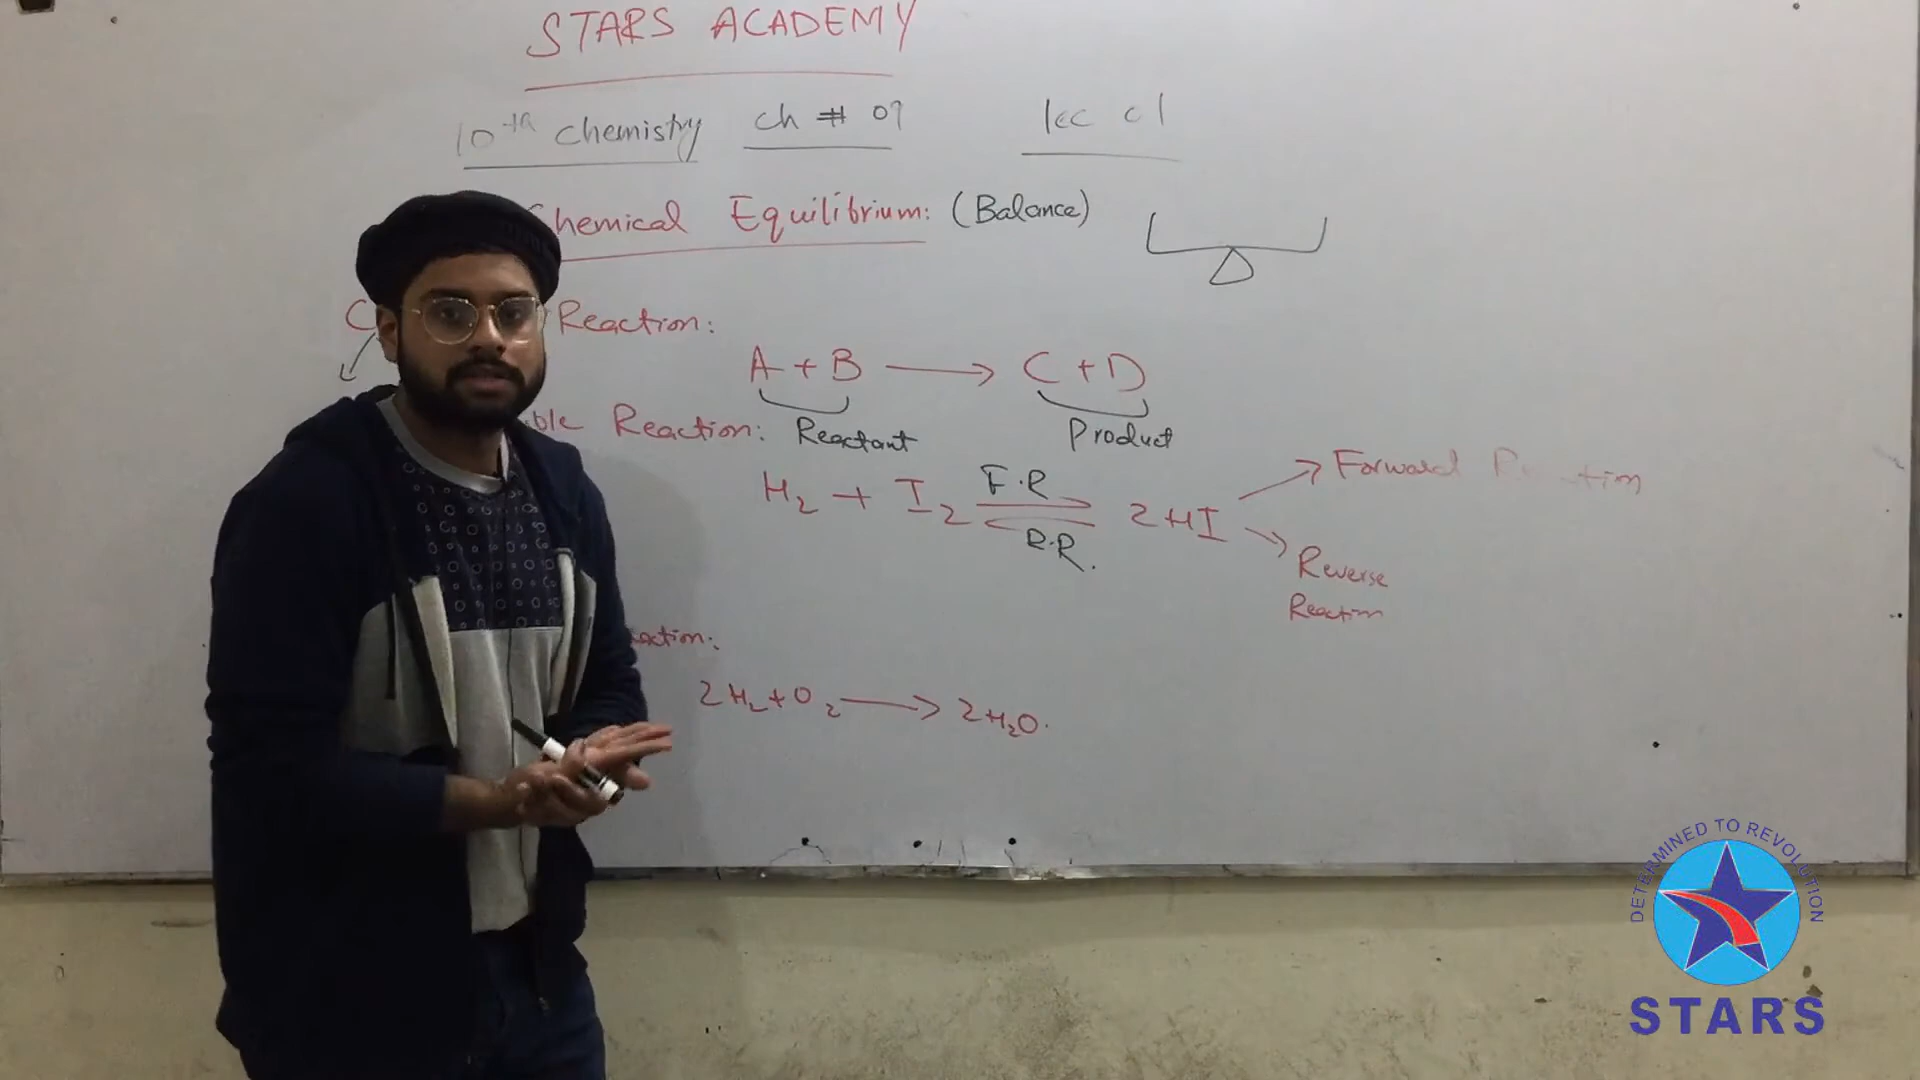 STARS ACADEMY
10th chemistry ch # 09 lec 01
Chemical Equilibrium: (Balance)
C Reaction:
A + B ⟶ C + D
ble Reaction: Reactant Product
H₂ + I₂ F.R ⇌ R.R. 2HI
Forward
Reverse
Reaction
action:
2H₂ + O₂ ⟶ 2H₂O.
DETERMINED TO REVOLUTION
STARS